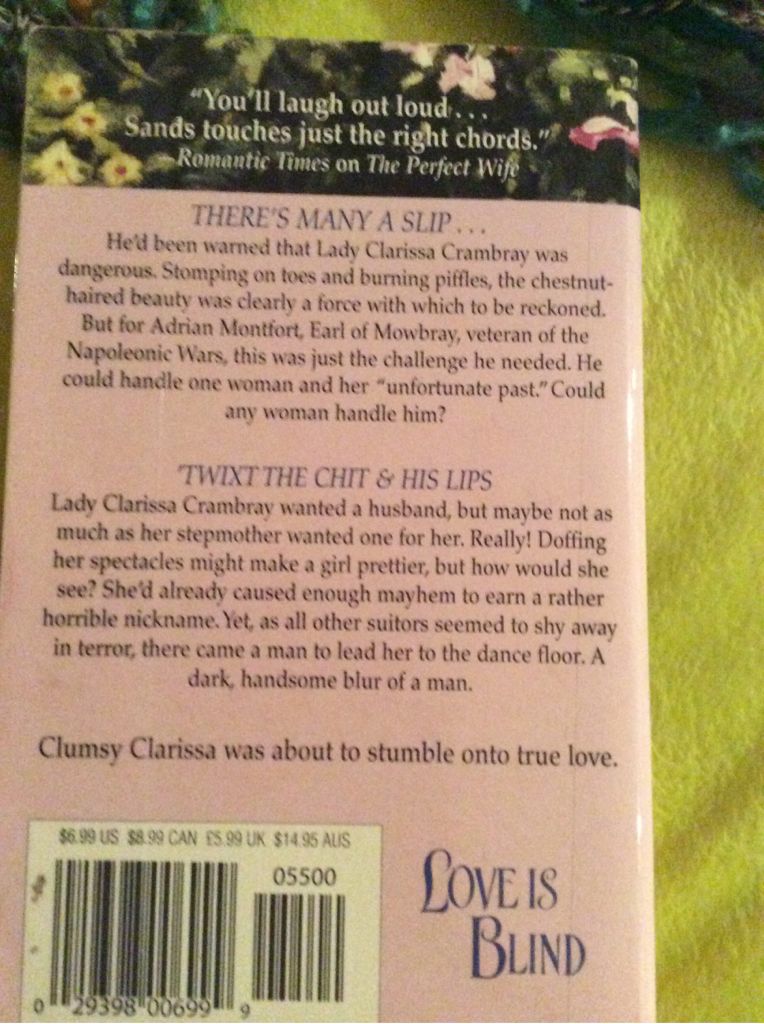 "You'll laugh out loud . . .
Sands touches just the right chords."
—Romantic Times on The Perfect Wife
THERE'S MANY A SLIP . . .
He'd been warned that Lady Clarissa Crambray was
dangerous. Stomping on toes and burning piffles, the chestnut-
haired beauty was clearly a force with which to be reckoned.
But for Adrian Montfort, Earl of Mowbray, veteran of the
Napoleonic Wars, this was just the challenge he needed. He
could handle one woman and her "unfortunate past." Could
any woman handle him?
'TWIXT THE CHIT & HIS LIPS
Lady Clarissa Crambray wanted a husband, but maybe not as
much as her stepmother wanted one for her. Really! Doffing
her spectacles might make a girl prettier, but how would she
see? She'd already caused enough mayhem to earn a rather
horrible nickname. Yet, as all other suitors seemed to shy away
in terror, there came a man to lead her to the dance floor. A
dark, handsome blur of a man.
Clumsy Clarissa was about to stumble onto true love.
$6.99 US $8.99 CAN £5.99 UK $14.95 AUS
05500
0 29398 00699 9
LOVE IS
BLIND